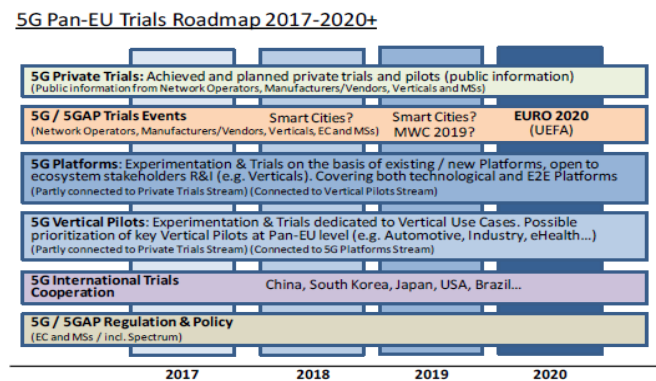 5G Pan-EU Trials Roadmap 2017-2020+
5G Private Trials: Achieved and planned private trials and pilots (public information)
(Public information from Network Operators, Manufacturers/Vendors, Verticals and MSs)
5G / 5GAP Trials Events Smart Cities? Smart Cities? EURO 2020
(Network Operators, Manufacturers/Vendors, Verticals, EC and MSs) MWC 2019? (UEFA)
5G Platforms: Experimentation & Trials on the basis of existing / new Platforms, open to
ecosystem stakeholders R&I (e.g. Verticals). Covering both technological and E2E Platforms
(Partly connected to Private Trials Stream) (Connected to Vertical Pilots Stream)
5G Vertical Pilots: Experimentation & Trials dedicated to Vertical Use Cases. Possible
prioritization of key Vertical Pilots at Pan-EU level (e.g. Automotive, Industry, eHealth...)
(Partly connected to Private Trials Stream) (Connected to 5G Platforms Stream)
5G International Trials
Cooperation China, South Korea, Japan, USA, Brazil...
5G / 5GAP Regulation & Policy
(EC and MSs / incl. Spectrum)
2017 2018 2019 2020